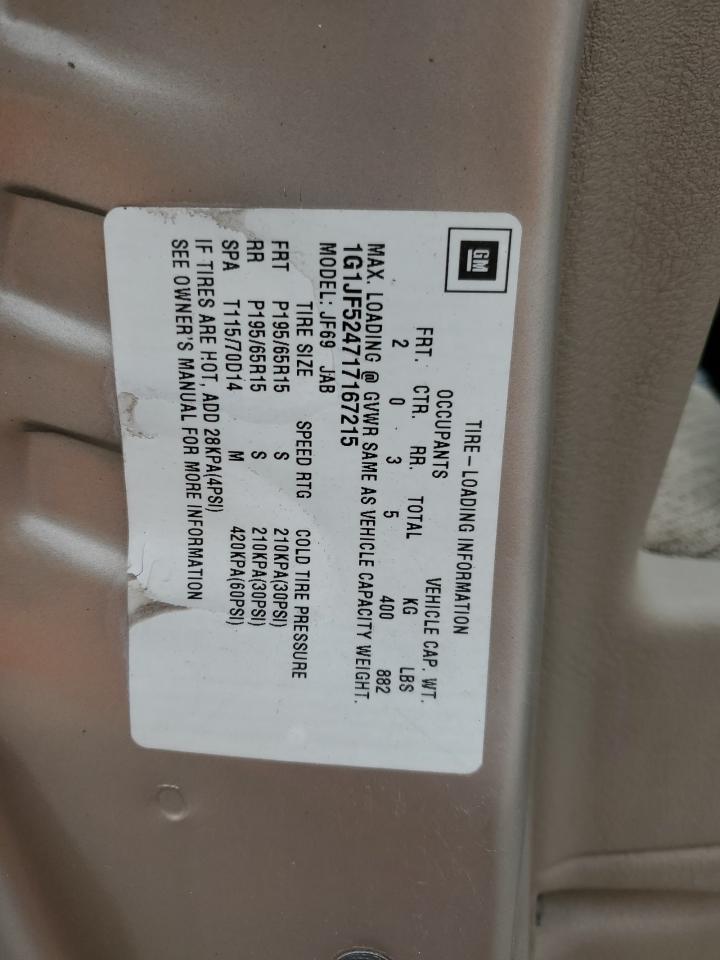 GM
TIRE-LOADING INFORMATION
OCCUPANTS VEHICLE CAP. WT.
FRT. CTR. RR. TOTAL KG LBS
2 0 3 5 400 882
MAX. LOADING @ GVWR SAME AS VEHICLE CAPACITY WEIGHT.
1G1JF524717167215
MODEL: JF69 JAB
TIRE SIZE SPEED RTG COLD TIRE PRESSURE
FRT P195/65R15 S 210KPA(30PSI)
RR P195/65R15 S 210KPA(30PSI)
SPA T115/70D14 M 420KPA(60PSI)
IF TIRES ARE HOT, ADD 28KPA(4PSI)
SEE OWNER'S MANUAL FOR MORE INFORMATION